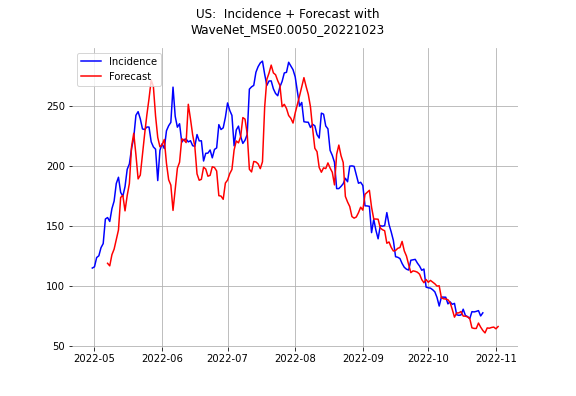 US:  Incidence + Forecast with
WaveNet_MSE0.0050_20221023
Incidence
Forecast
250
200
150
100
50
2022-05 2022-06 2022-07 2022-08 2022-09 2022-10 2022-11